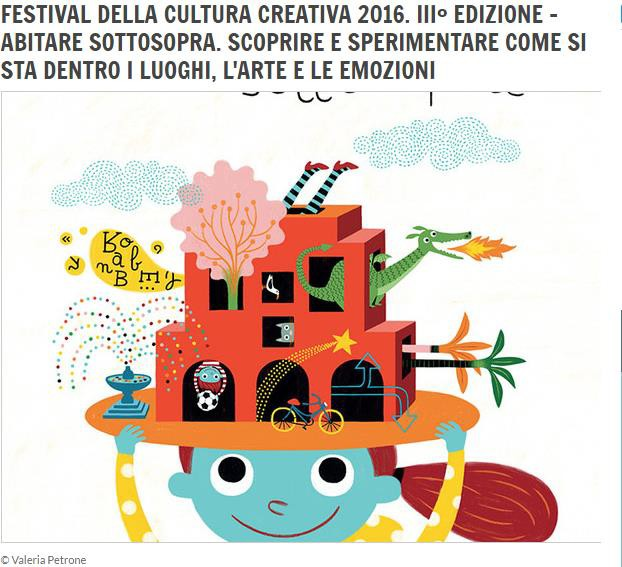 FESTIVAL DELLA CULTURA CREATIVA 2016. IIIº EDIZIONE -
ABITARE SOTTOSOPRA. SCOPRIRE E SPERIMENTARE COME SI
STA DENTRO I LUOGHI, L'ARTE E LE EMOZIONI
© Valeria Petrone